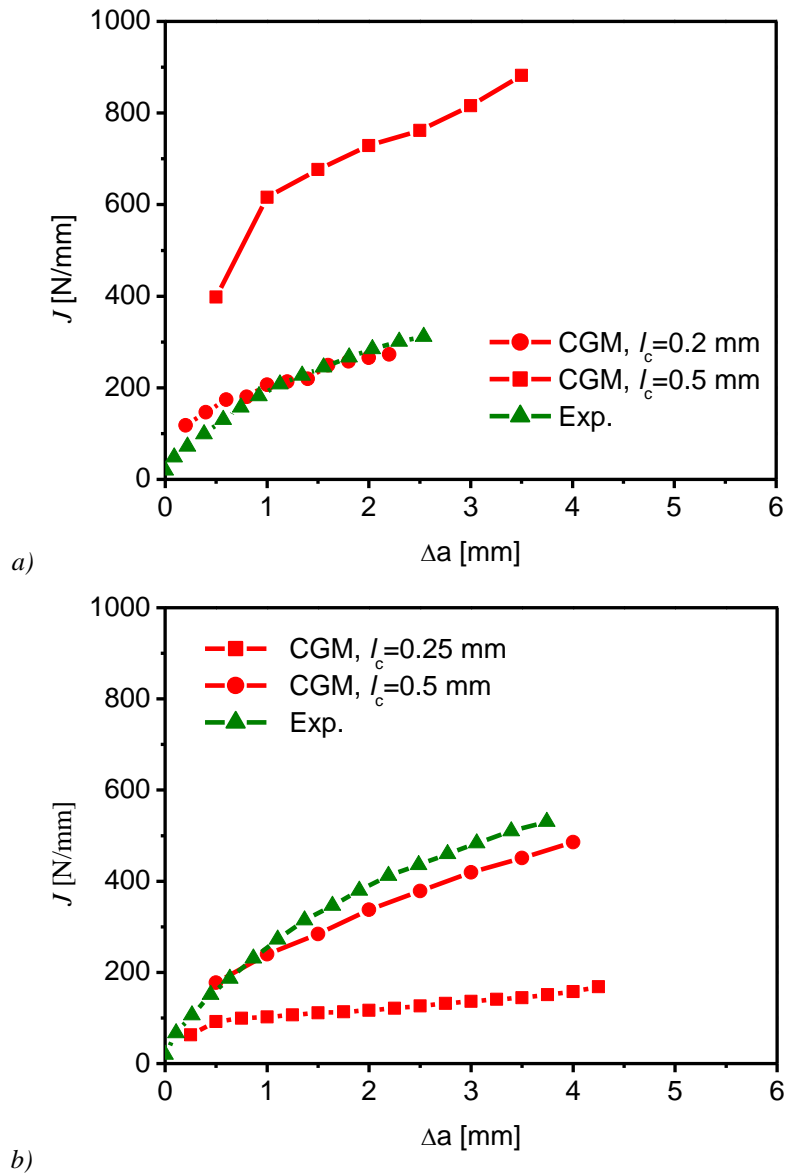 1000
800
600
400
200
0
J [N/mm]
CGM, lc=0.2 mm
CGM, lc=0.5 mm
Exp.
0 1 2 3 4 5 6
Δa [mm]
a)
1000
800
600
400
200
0
J [N/mm]
CGM, lc=0.25 mm
CGM, lc=0.5 mm
Exp.
0 1 2 3 4 5 6
Δa [mm]
b)